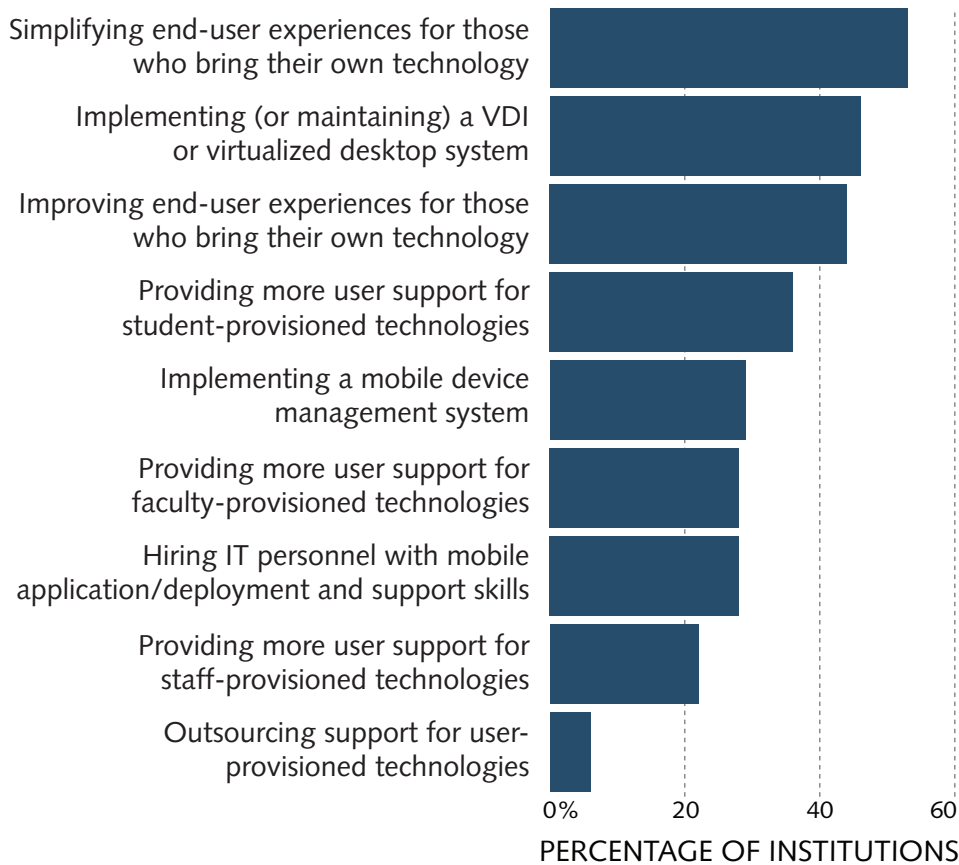 Simplifying end-user experiences for those
who bring their own technology
Implementing (or maintaining) a VDI
or virtualized desktop system
Improving end-user experiences for those
who bring their own technology
Providing more user support for
student-provisioned technologies
Implementing a mobile device
management system
Providing more user support for
faculty-provisioned technologies
Hiring IT personnel with mobile
application/deployment and support skills
Providing more user support for
staff-provisioned technologies
Outsourcing support for user-
provisioned technologies
0% 20 40 60
PERCENTAGE OF INSTITUTIONS